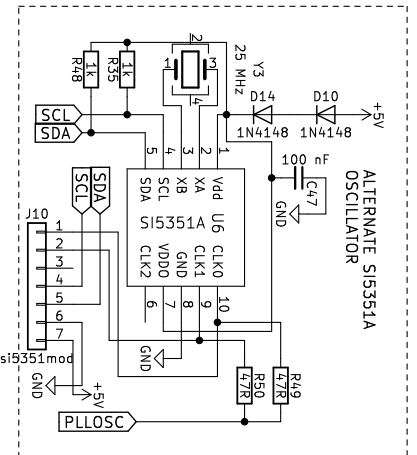 2
1
3
4
Y3
25 MHz
R48
1k
R35
1k
D14
1N4148
D10
1N4148
+5V
SCL
SDA
5
4
3
2
1
100 nF
C47
GND
SDA
SCL
XB
XA
Vdd
SI5351A
U6
CLK2
VDDO
GND
CLK1
CLK0
6
7
8
9
10
ALTERNATE SI5351A
OSCILLATOR
SCL
SDA
J10
1
2
3
4
5
6
7
si5351mod
GND
+5V
GND
R50
47R
R49
47R
PLLOSC